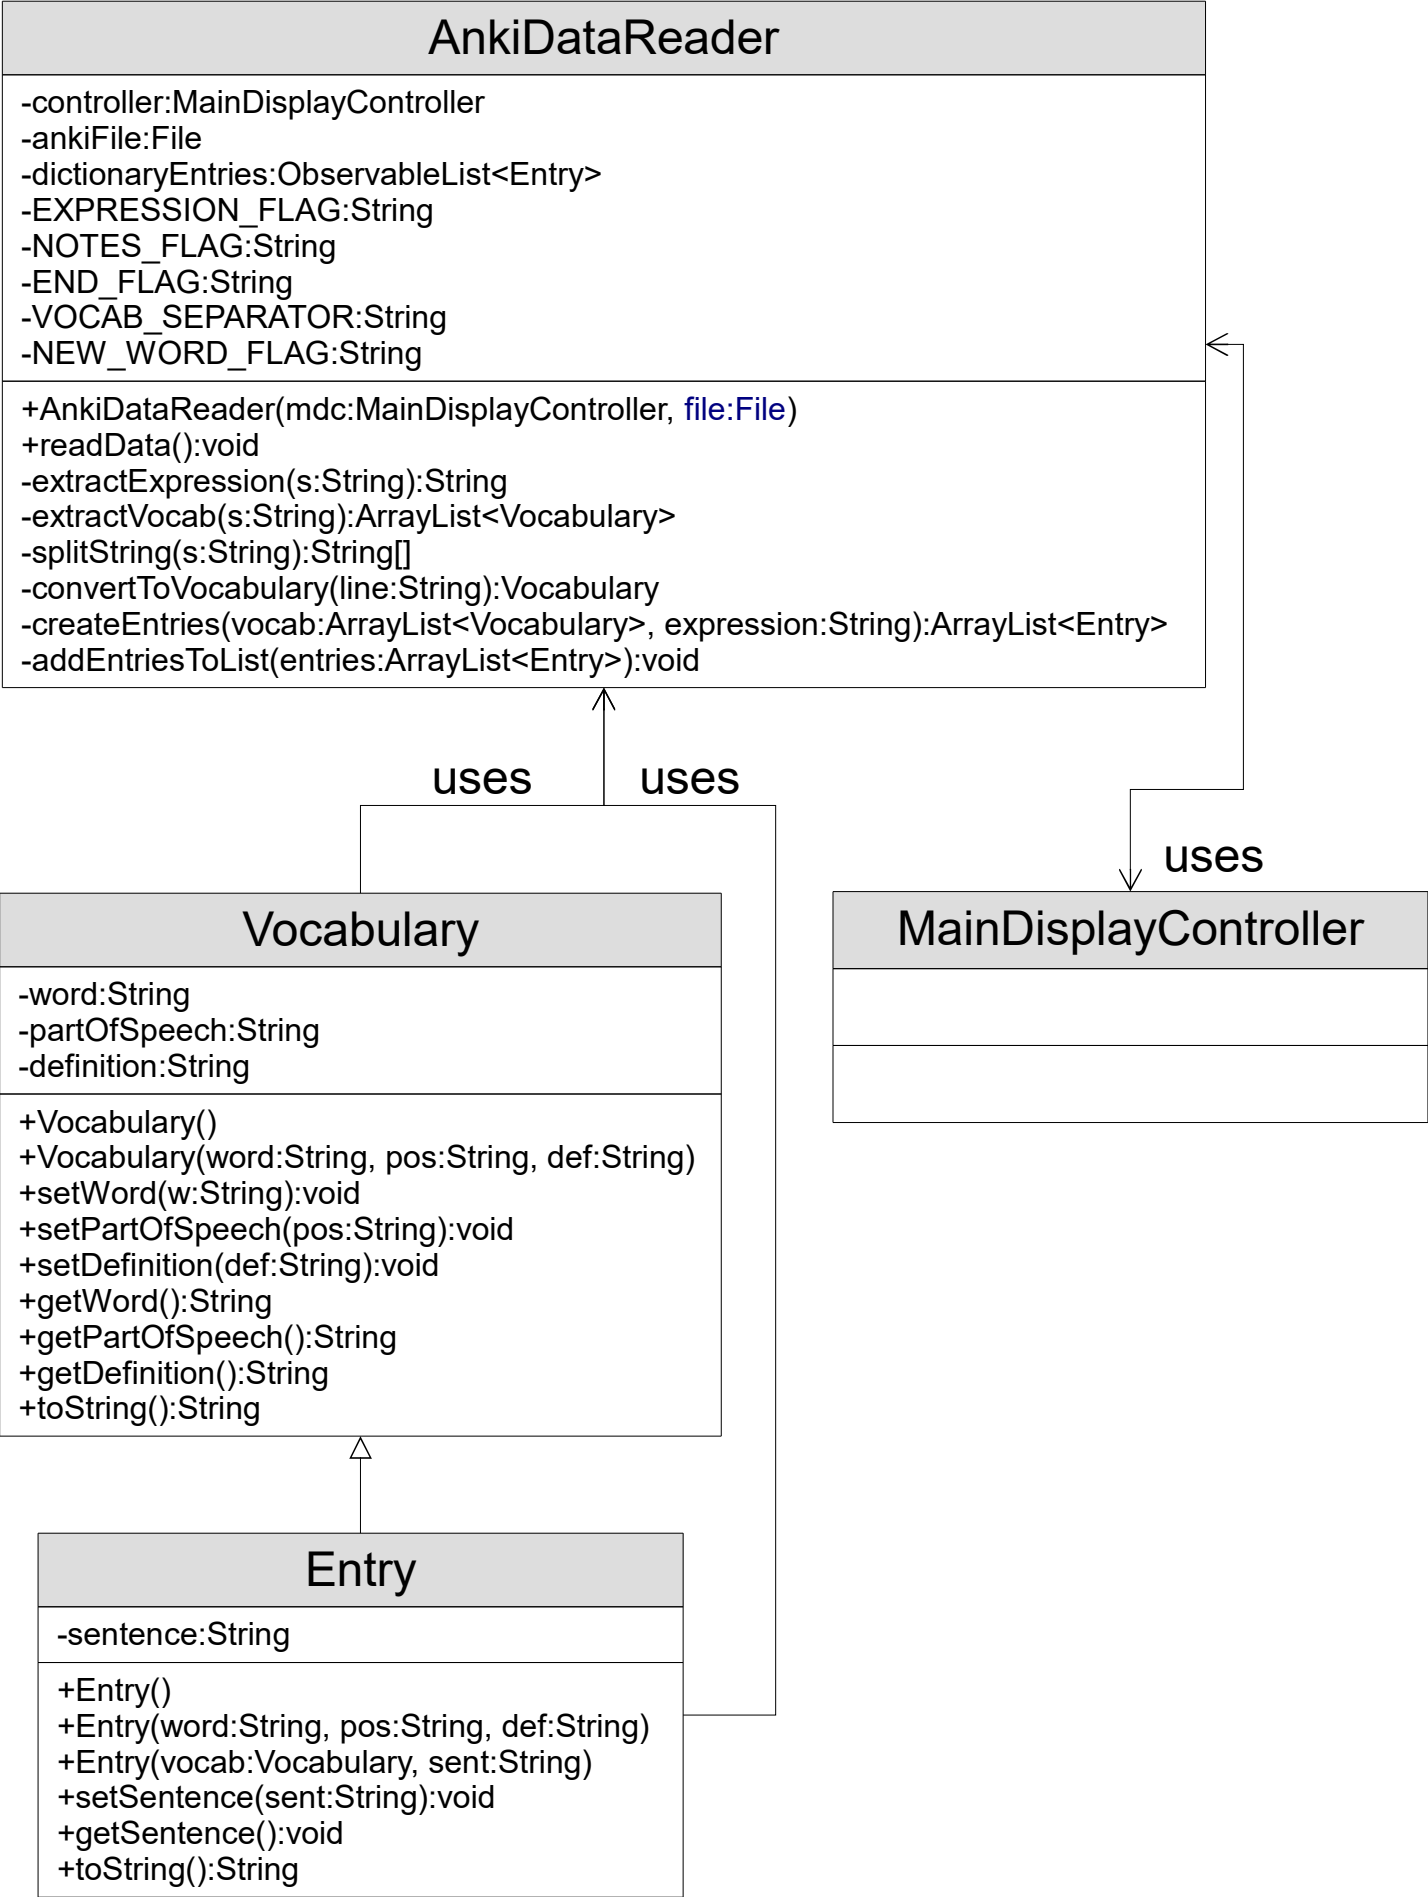 AnkiDataReader
-controller:MainDisplayController
-ankiFile:File
-dictionaryEntries:ObservableList<Entry>
-EXPRESSION_FLAG:String
-NOTES_FLAG:String
-END_FLAG:String
-VOCAB_SEPARATOR:String
-NEW_WORD_FLAG:String
+AnkiDataReader(mdc:MainDisplayController, file:File)
+readData():void
-extractExpression(s:String):String
-extractVocab(s:String):ArrayList<Vocabulary>
-splitString(s:String):String[]
-convertToVocabulary(line:String):Vocabulary
-createEntries(vocab:ArrayList<Vocabulary>, expression:String):ArrayList<Entry>
-addEntriesToList(entries:ArrayList<Entry>):void
uses
uses
uses
Vocabulary
-word:String
-partOfSpeech:String
-definition:String
+Vocabulary()
+Vocabulary(word:String, pos:String, def:String)
+setWord(w:String):void
+setPartOfSpeech(pos:String):void
+setDefinition(def:String):void
+getWord():String
+getPartOfSpeech():String
+getDefinition():String
+toString():String
MainDisplayController
Entry
-sentence:String
+Entry()
+Entry(word:String, pos:String, def:String)
+Entry(vocab:Vocabulary, sent:String)
+setSentence(sent:String):void
+getSentence():void
+toString():String